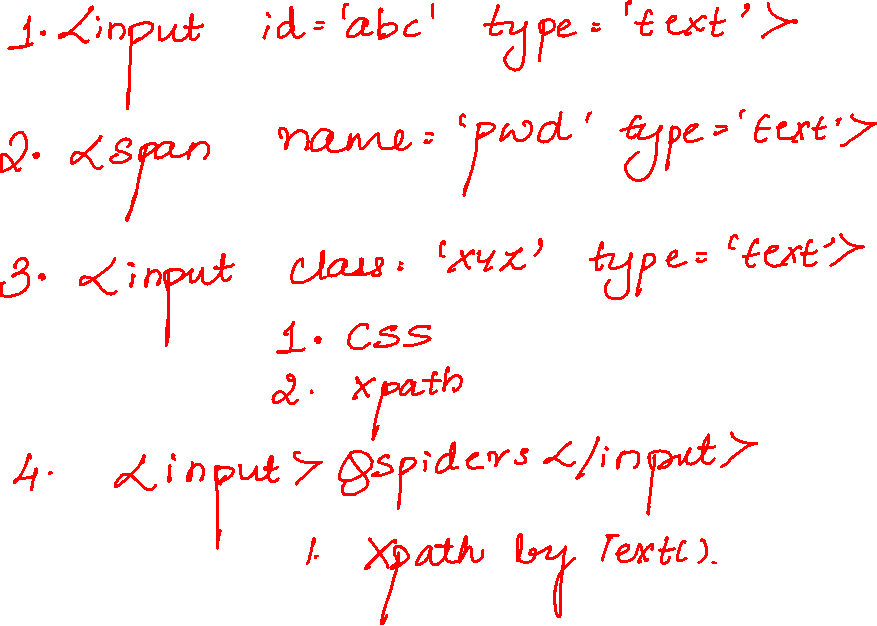 1. <input id='abc' type='text'>
2. <span name='pwd' type='text'>
3. <input class='xyz' type='text'>
1. CSS
2. xpath
4. <input>Qspiders</input>
1. Xpath by Text().